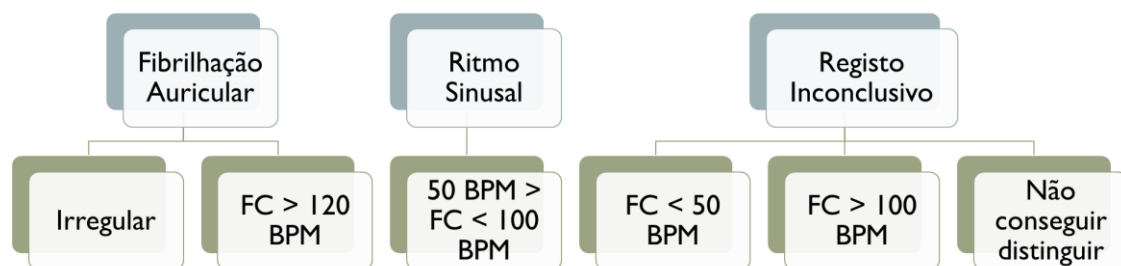 Fibrilhação
Auricular
Ritmo
Sinusal
Registo
Inconclusivo
Irregular
FC > 120
BPM
50 BPM >
FC < 100
BPM
FC < 50
BPM
FC > 100
BPM
Não
conseguir
distinguir